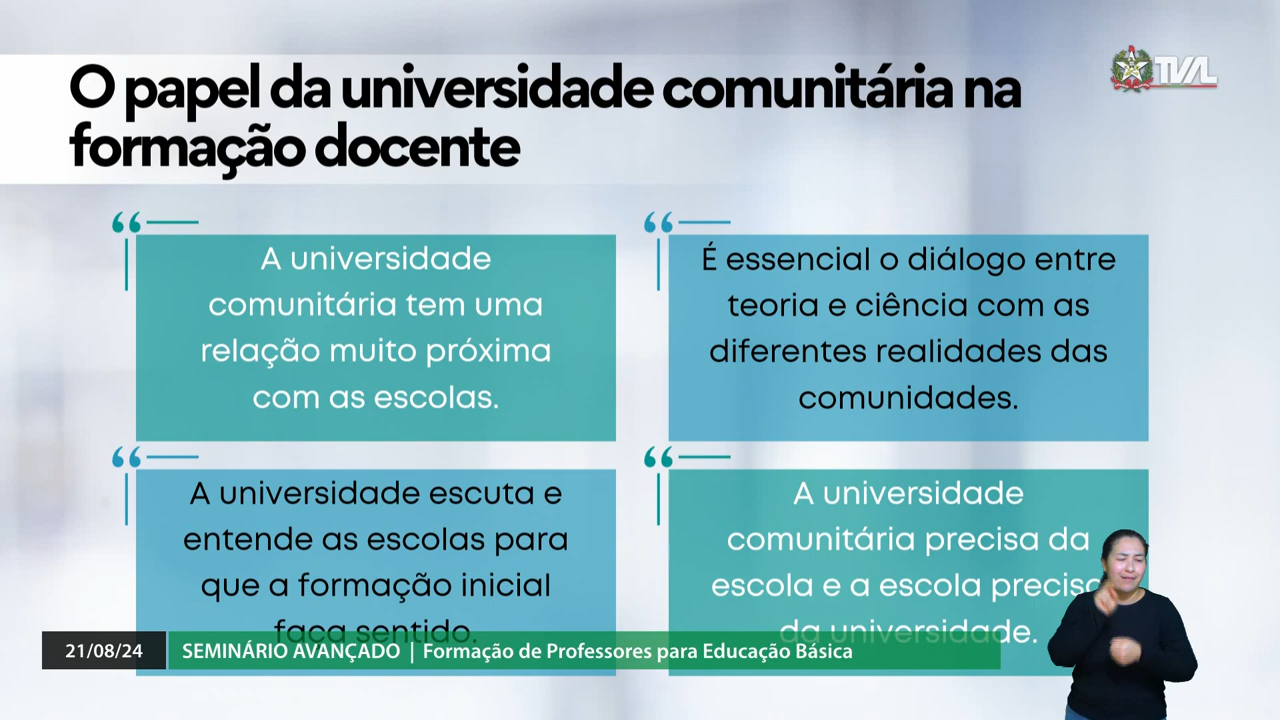 O papel da universidade comunitária na
formação docente
TVAL
A universidade
comunitária tem uma
relação muito próxima
com as escolas.
É essencial o diálogo entre
teoria e ciência com as
diferentes realidades das
comunidades.
A universidade escuta e
entende as escolas para
que a formação inicial
faça sentido.
A universidade
comunitária precisa da
escola e a escola precisa
da universidade.
21/08/24
SEMINÁRIO AVANÇADO | Formação de Professores para Educação Básica